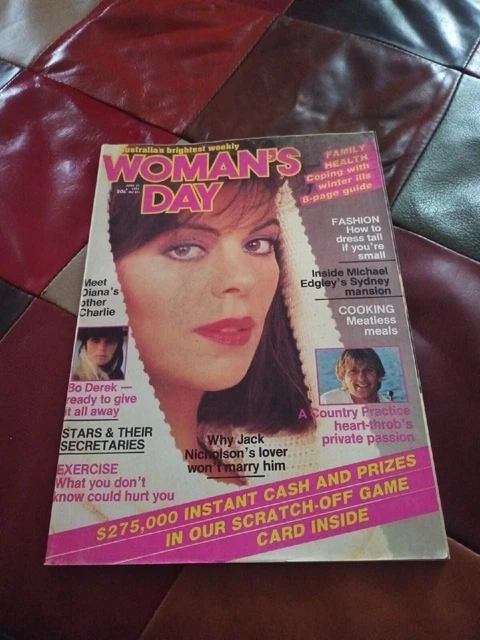 Australia's brightest weekly
WOMAN'S
DAY
FAMILY
HEALTH
Coping with
winter ills
8-page guide
FASHION
How to
dress tall
if you're
small
Inside Michael
Edgley's Sydney
mansion
COOKING
Meatless
meals
Meet
Diana's
other
Charlie
Bo Derek —
ready to give
it all away
STARS & THEIR
SECRETARIES
EXERCISE
What you don't
know could hurt you
Why Jack
Nicholson's lover
won't marry him
A Country Practice
heart-throb's
private passion
$275,000 INSTANT CASH AND PRIZES
IN OUR SCRATCH-OFF GAME
CARD INSIDE